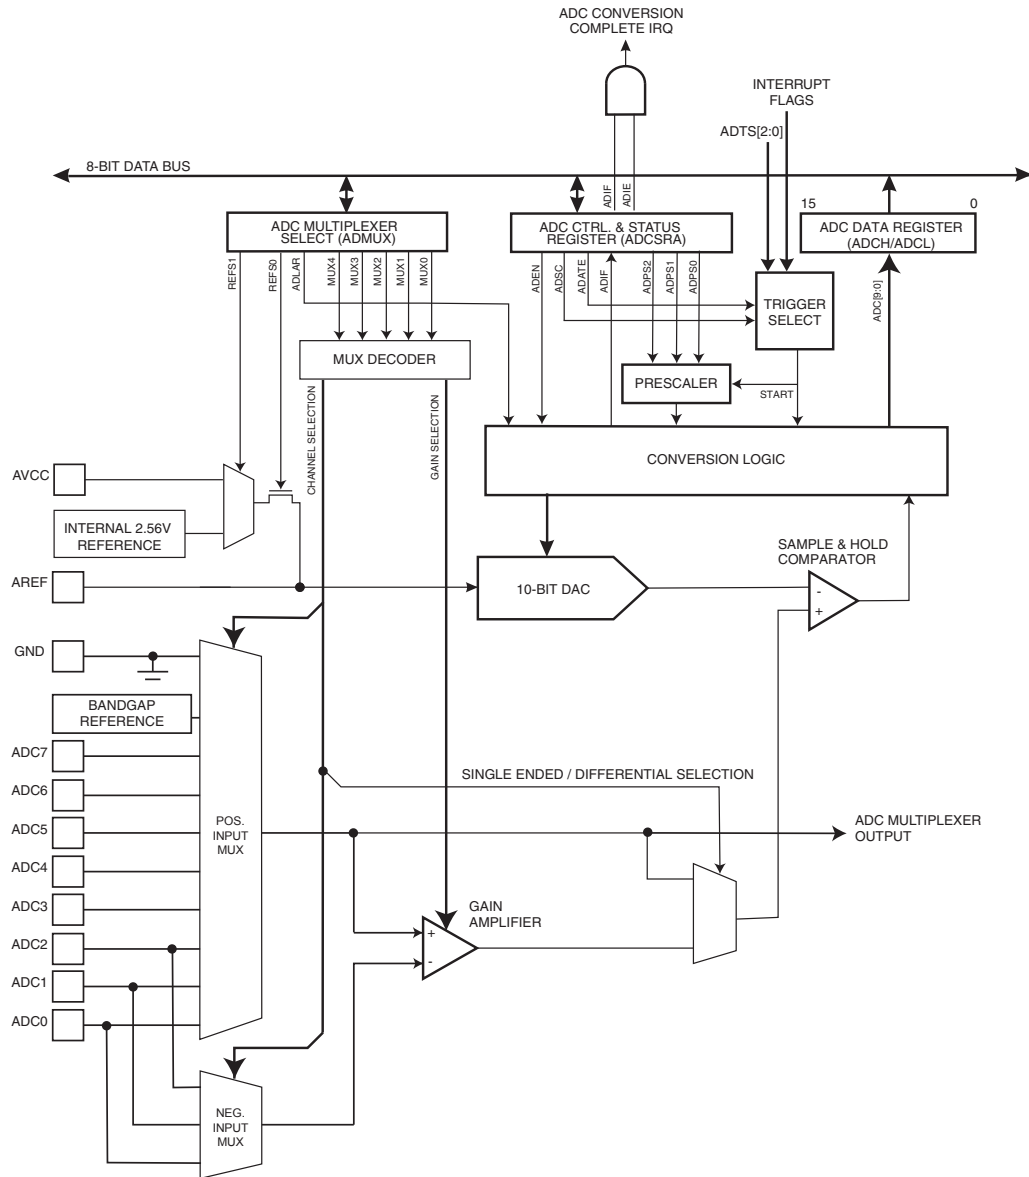 ADC CONVERSION
COMPLETE IRQ
INTERRUPT
FLAGS
ADTS[2:0]
8-BIT DATA BUS
ADIF
ADIE
15
0
ADC MULTIPLEXER
SELECT (ADMUX)
ADC CTRL. & STATUS
REGISTER (ADCSRA)
ADC DATA REGISTER
(ADCH/ADCL)
REFS1
REFS0
ADLAR
MUX4
MUX3
MUX2
MUX1
MUX0
ADEN
ADSC
ADATE
ADIF
ADPS2
ADPS1
ADPS0
ADC[9:0]
TRIGGER
SELECT
MUX DECODER
PRESCALER
START
CHANNEL SELECTION
GAIN SELECTION
CONVERSION LOGIC
AVCC
INTERNAL 2.56V
REFERENCE
SAMPLE & HOLD
COMPARATOR
AREF
10-BIT DAC
-
+
GND
BANDGAP
REFERENCE
ADC7
SINGLE ENDED / DIFFERENTIAL SELECTION
ADC6
ADC5
POS.
INPUT
MUX
ADC MULTIPLEXER
OUTPUT
ADC4
ADC3
GAIN
AMPLIFIER
+
-
ADC2
ADC1
ADC0
NEG.
INPUT
MUX